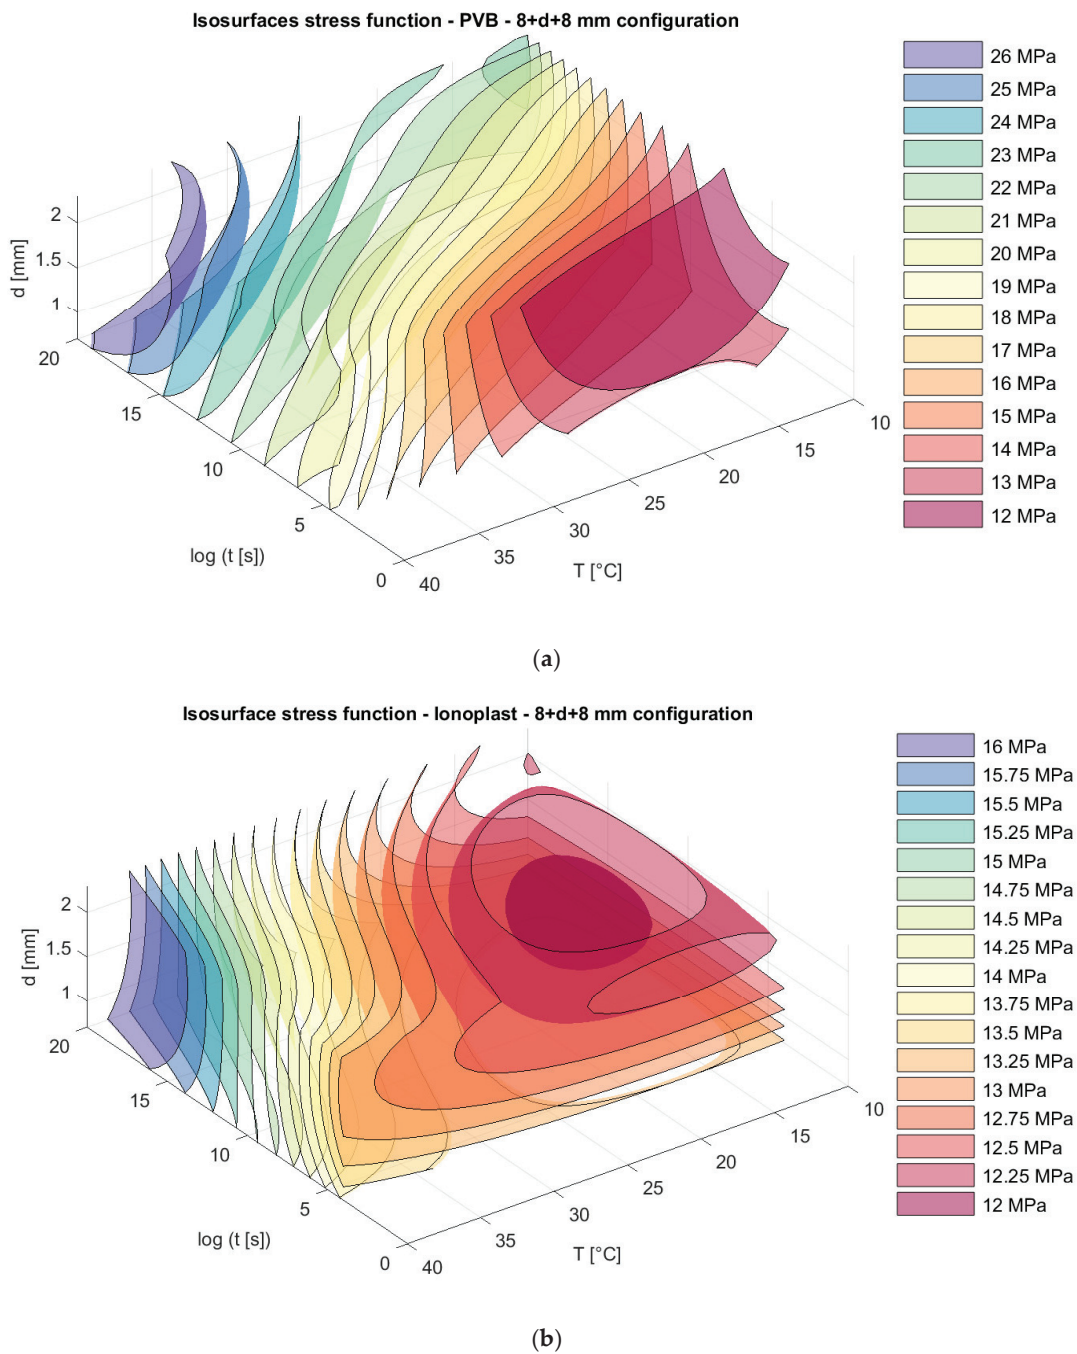 Isosurfaces stress function - PVB - 8+d+8 mm configuration
26 MPa
25 MPa
24 MPa
23 MPa
22 MPa
21 MPa
20 MPa
19 MPa
18 MPa
17 MPa
16 MPa
15 MPa
14 MPa
13 MPa
12 MPa
d [mm]
2
1.5
1
20
15
10
5
0
log (t [s])
40
35
30
25
20
15
10
T [°C]
(a)
Isosurface stress function - Ionoplast - 8+d+8 mm configuration
16 MPa
15.75 MPa
15.5 MPa
15.25 MPa
15 MPa
14.75 MPa
14.5 MPa
14.25 MPa
14 MPa
13.75 MPa
13.5 MPa
13.25 MPa
13 MPa
12.75 MPa
12.5 MPa
12.25 MPa
12 MPa
d [mm]
2
1.5
1
20
15
10
5
0
log (t [s])
40
35
30
25
20
15
10
T [°C]
(b)